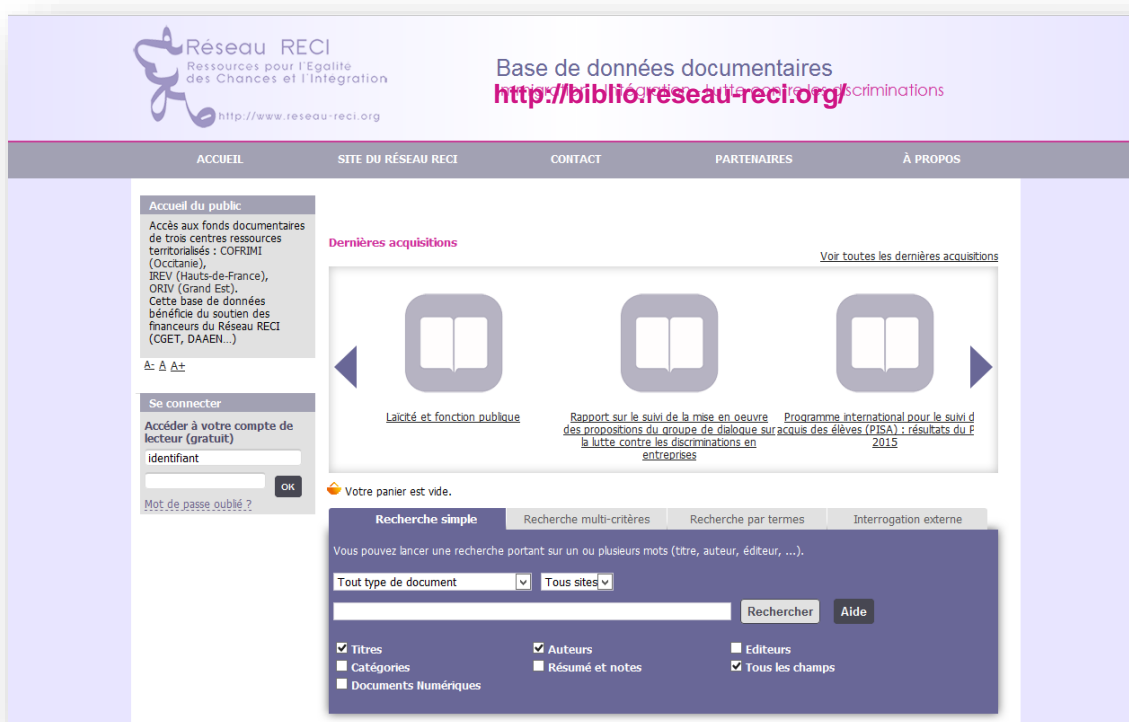 Réseau RECI
Ressources pour l'Egalité
des Chances et l'Intégration
http://www.reseau-reci.org
Base de données documentaires
Immigration - Intégration - Lutte contre les discriminations
http://biblio.reseau-reci.org/
ACCUEIL SITE DU RÉSEAU RECI CONTACT PARTENAIRES À PROPOS
Accueil du public
Accès aux fonds documentaires
de trois centres ressources
territorialisés : COFRIMI
(Occitanie),
IREV (Hauts-de-France),
ORIV (Grand Est).
Cette base de données
bénéficie du soutien des
financeurs du Réseau RECI
(CGET, DAAEN...)
A- A A+
Se connecter
Accéder à votre compte de
lecteur (gratuit)
identifiant
OK
Mot de passe oublié ?
Dernières acquisitions
Voir toutes les dernières acquisitions
Laïcité et fonction publique
Rapport sur le suivi de la mise en oeuvre
des propositions du groupe de dialogue sur
la lutte contre les discriminations en
entreprises
Programme international pour le suivi d
acquis des élèves (PISA) : résultats du P
2015
Votre panier est vide.
Recherche simple Recherche multi-critères Recherche par termes Interrogation externe
Vous pouvez lancer une recherche portant sur un ou plusieurs mots (titre, auteur, éditeur, ...).
Tout type de document Tous sites
Rechercher Aide
Titres Auteurs Editeurs
Catégories Résumé et notes Tous les champs
Documents Numériques